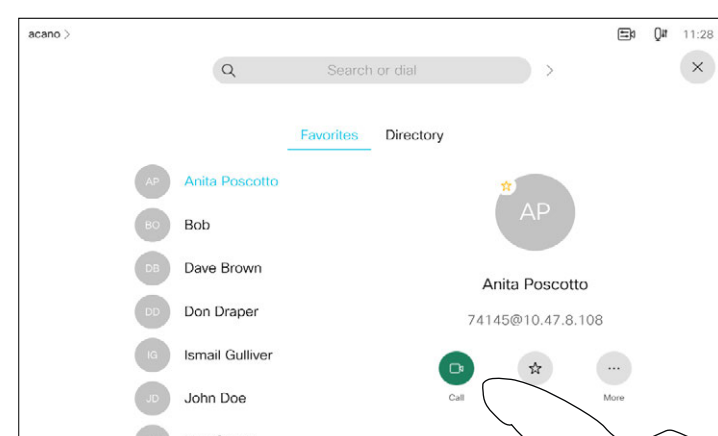 acano >
11:28
Search or dial
Favorites Directory
AP Anita Poscotto
BO Bob
DB Dave Brown
DD Don Draper
IG Ismail Gulliver
JD John Doe
AP
Anita Poscotto
74145@10.47.8.108
Call
More